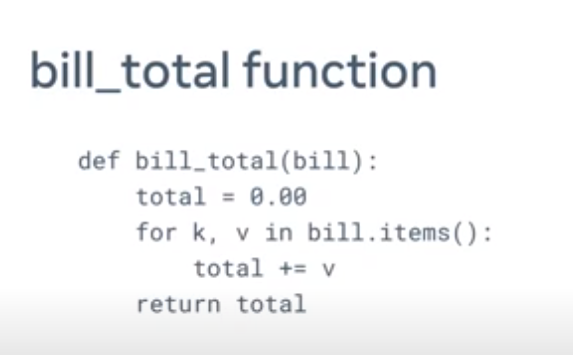 bill_total function
def bill_total(bill):
    total = 0.00
    for k, v in bill.items():
        total += v
    return total